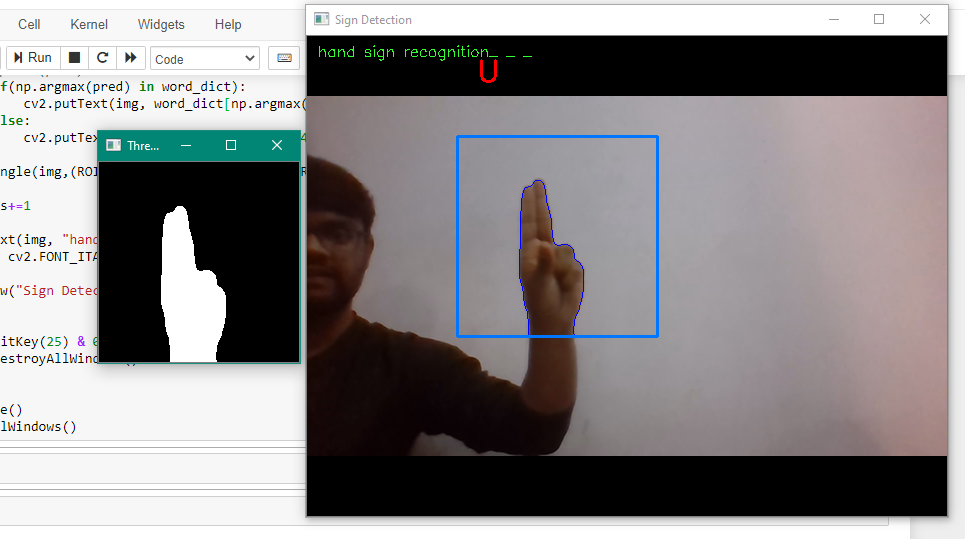 Cell Kernel Widgets Help
Run Code
f(np.argmax(pred) in word_dict):
cv2.putText(img, word_dict[np.argmax(
lse:
cv2.putTex
ngle(img,(ROI
s+=1
xt(img, "hand
cv2.FONT_ITA
w("Sign Detec
itKey(25) & 0
estroyAllWind
e()
lWindows()
Thre...
Sign Detection
hand sign recognition_ _ _
U